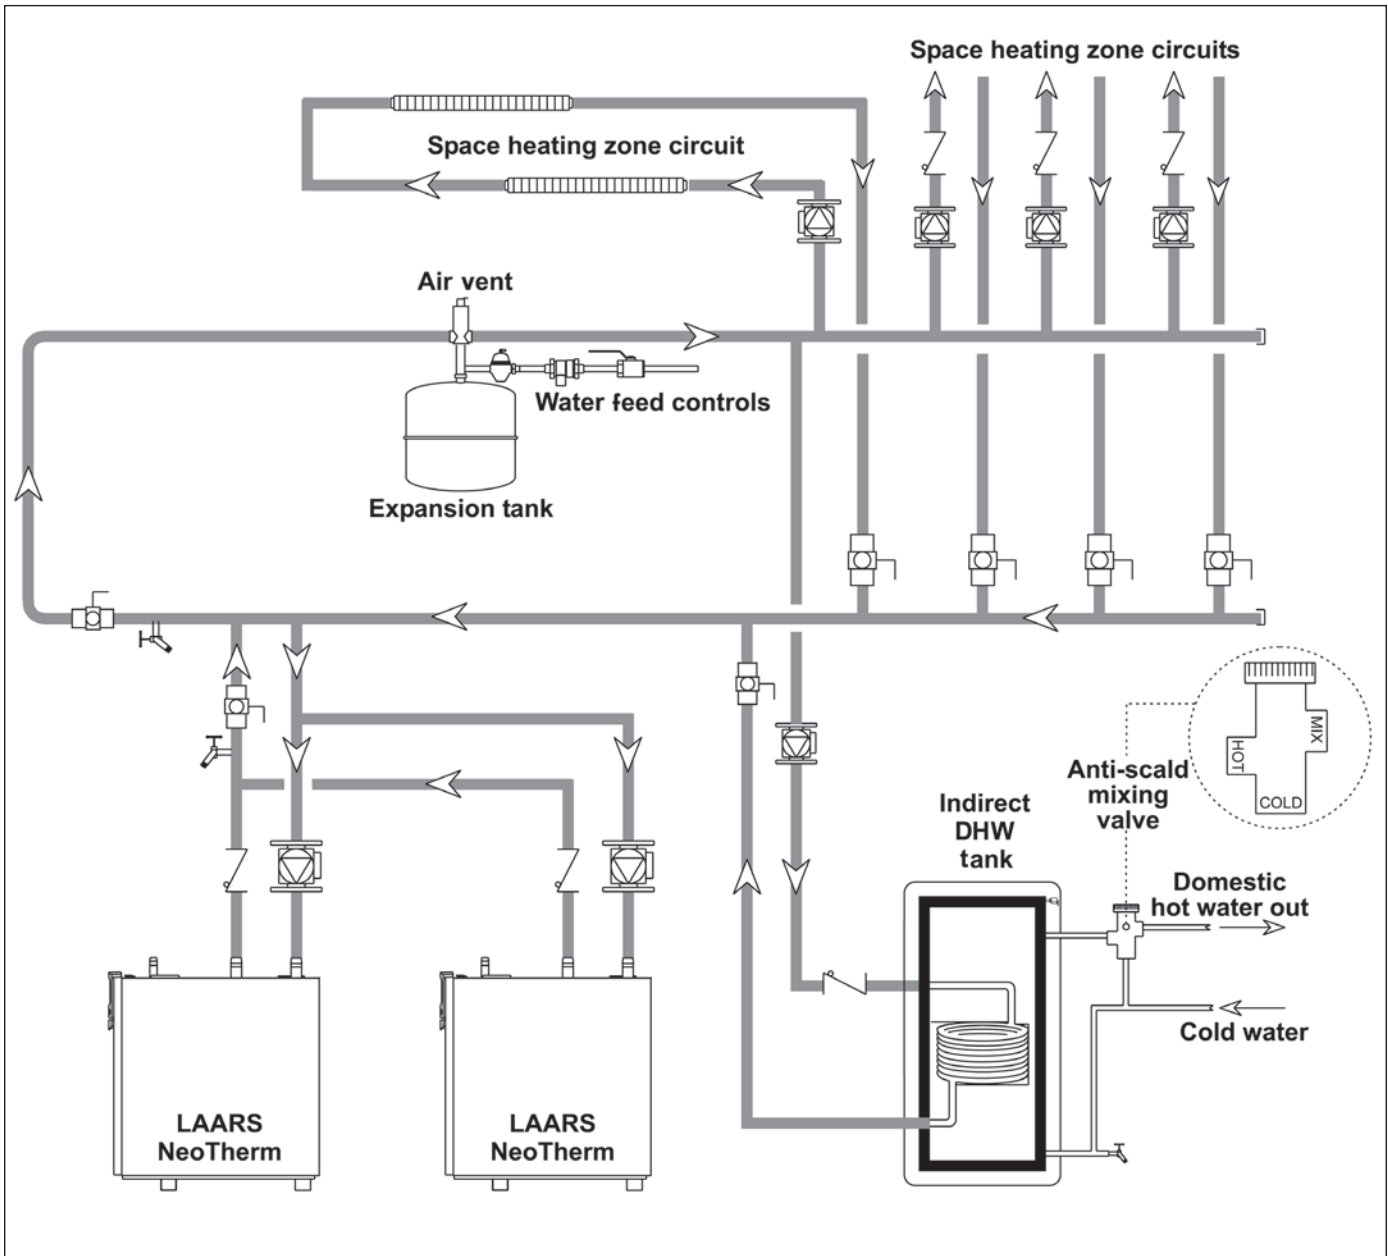 Space heating zone circuits
Space heating zone circuit
Air vent
Water feed controls
Expansion tank
HOT
MIX
COLD
Anti-scald
mixing
valve
Indirect
DHW
tank
Domestic
hot water out
Cold water
LAARS
NeoTherm
LAARS
NeoTherm